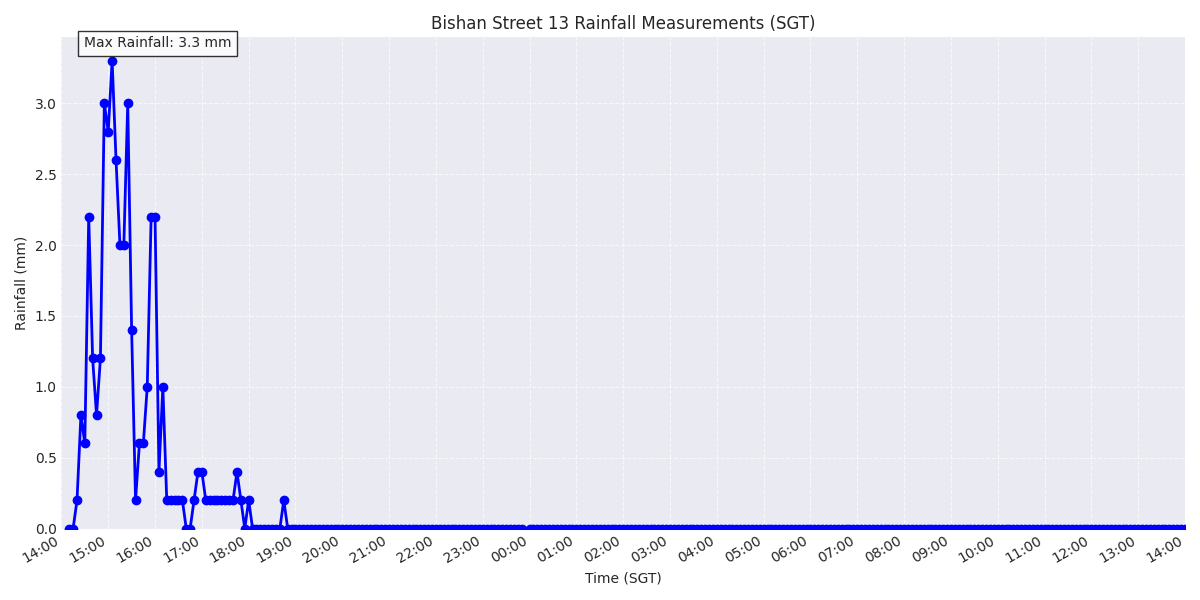 Bishan Street 13 Rainfall Measurements (SGT)
Max Rainfall: 3.3 mm
Rainfall (mm)
3.0
2.5
2.0
1.5
1.0
0.5
0.0
14:00 15:00 16:00 17:00 18:00 19:00 20:00 21:00 22:00 23:00 00:00 01:00 02:00 03:00 04:00 05:00 06:00 07:00 08:00 09:00 10:00 11:00 12:00 13:00 14:00
Time (SGT)